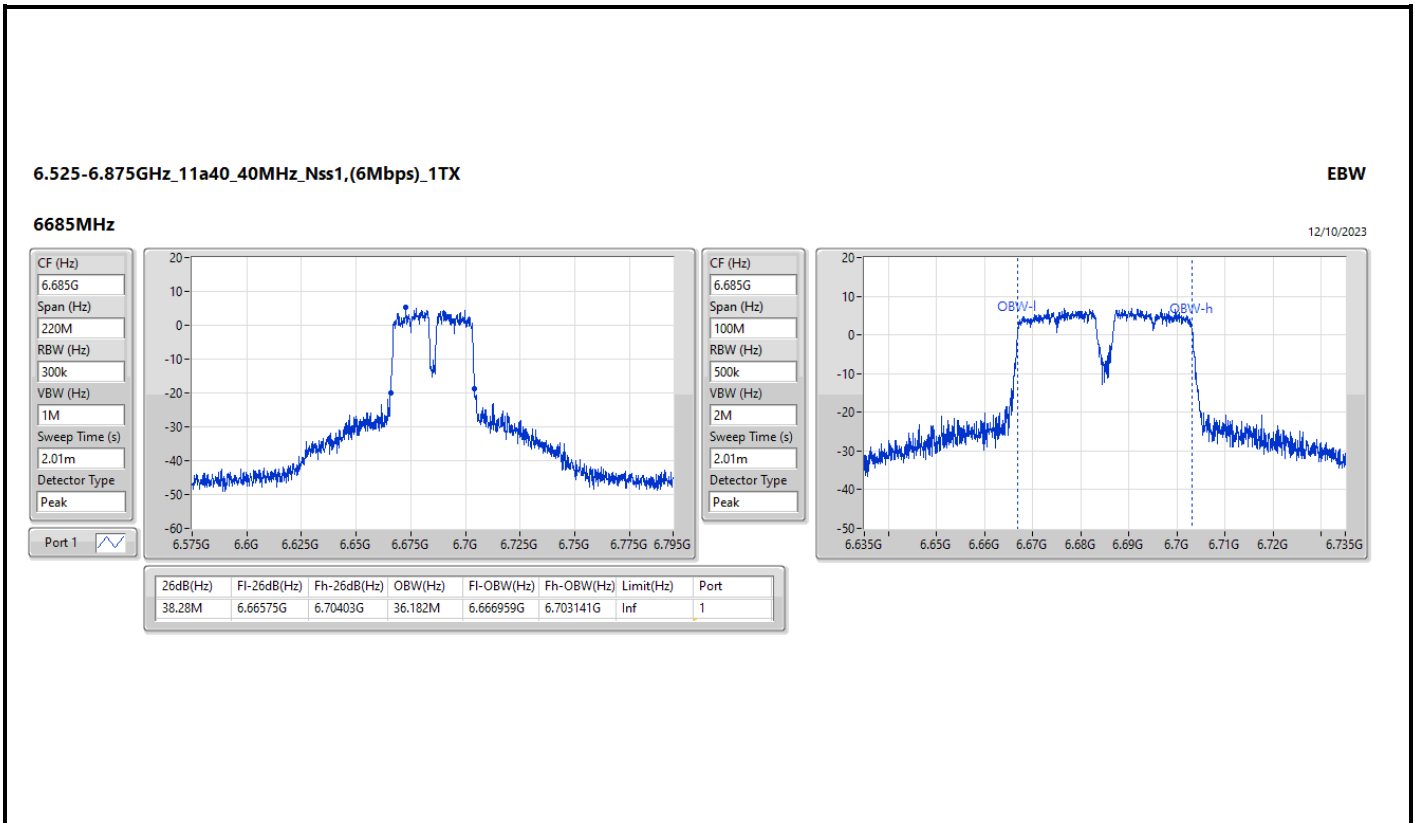 6.525-6.875GHz_11a40_40MHz_Nss1,(6Mbps)_1TX
EBW
6685MHz
12/10/2023
CF (Hz)
6.685G
Span (Hz)
220M
RBW (Hz)
300k
VBW (Hz)
1M
Sweep Time (s)
2.01m
Detector Type
Peak
Port 1
20
10
0
-10
-20
-30
-40
-50
-60
6.575G 6.6G 6.625G 6.65G 6.675G 6.7G 6.725G 6.75G 6.775G 6.795G
CF (Hz)
6.685G
Span (Hz)
100M
RBW (Hz)
500k
VBW (Hz)
2M
Sweep Time (s)
2.01m
Detector Type
Peak
20
10
0
-10
-20
-30
-40
-50
OBW-l
OBW-h
6.635G 6.65G 6.66G 6.67G 6.68G 6.69G 6.7G 6.71G 6.72G 6.735G
26dB(Hz) Fl-26dB(Hz) Fh-26dB(Hz) OBW(Hz) Fl-OBW(Hz) Fh-OBW(Hz) Limit(Hz) Port
38.28M 6.66575G 6.70403G 36.182M 6.666959G 6.703141G Inf 1